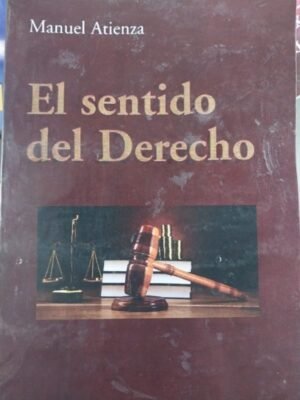 Manuel Atienza
El sentido
del Derecho